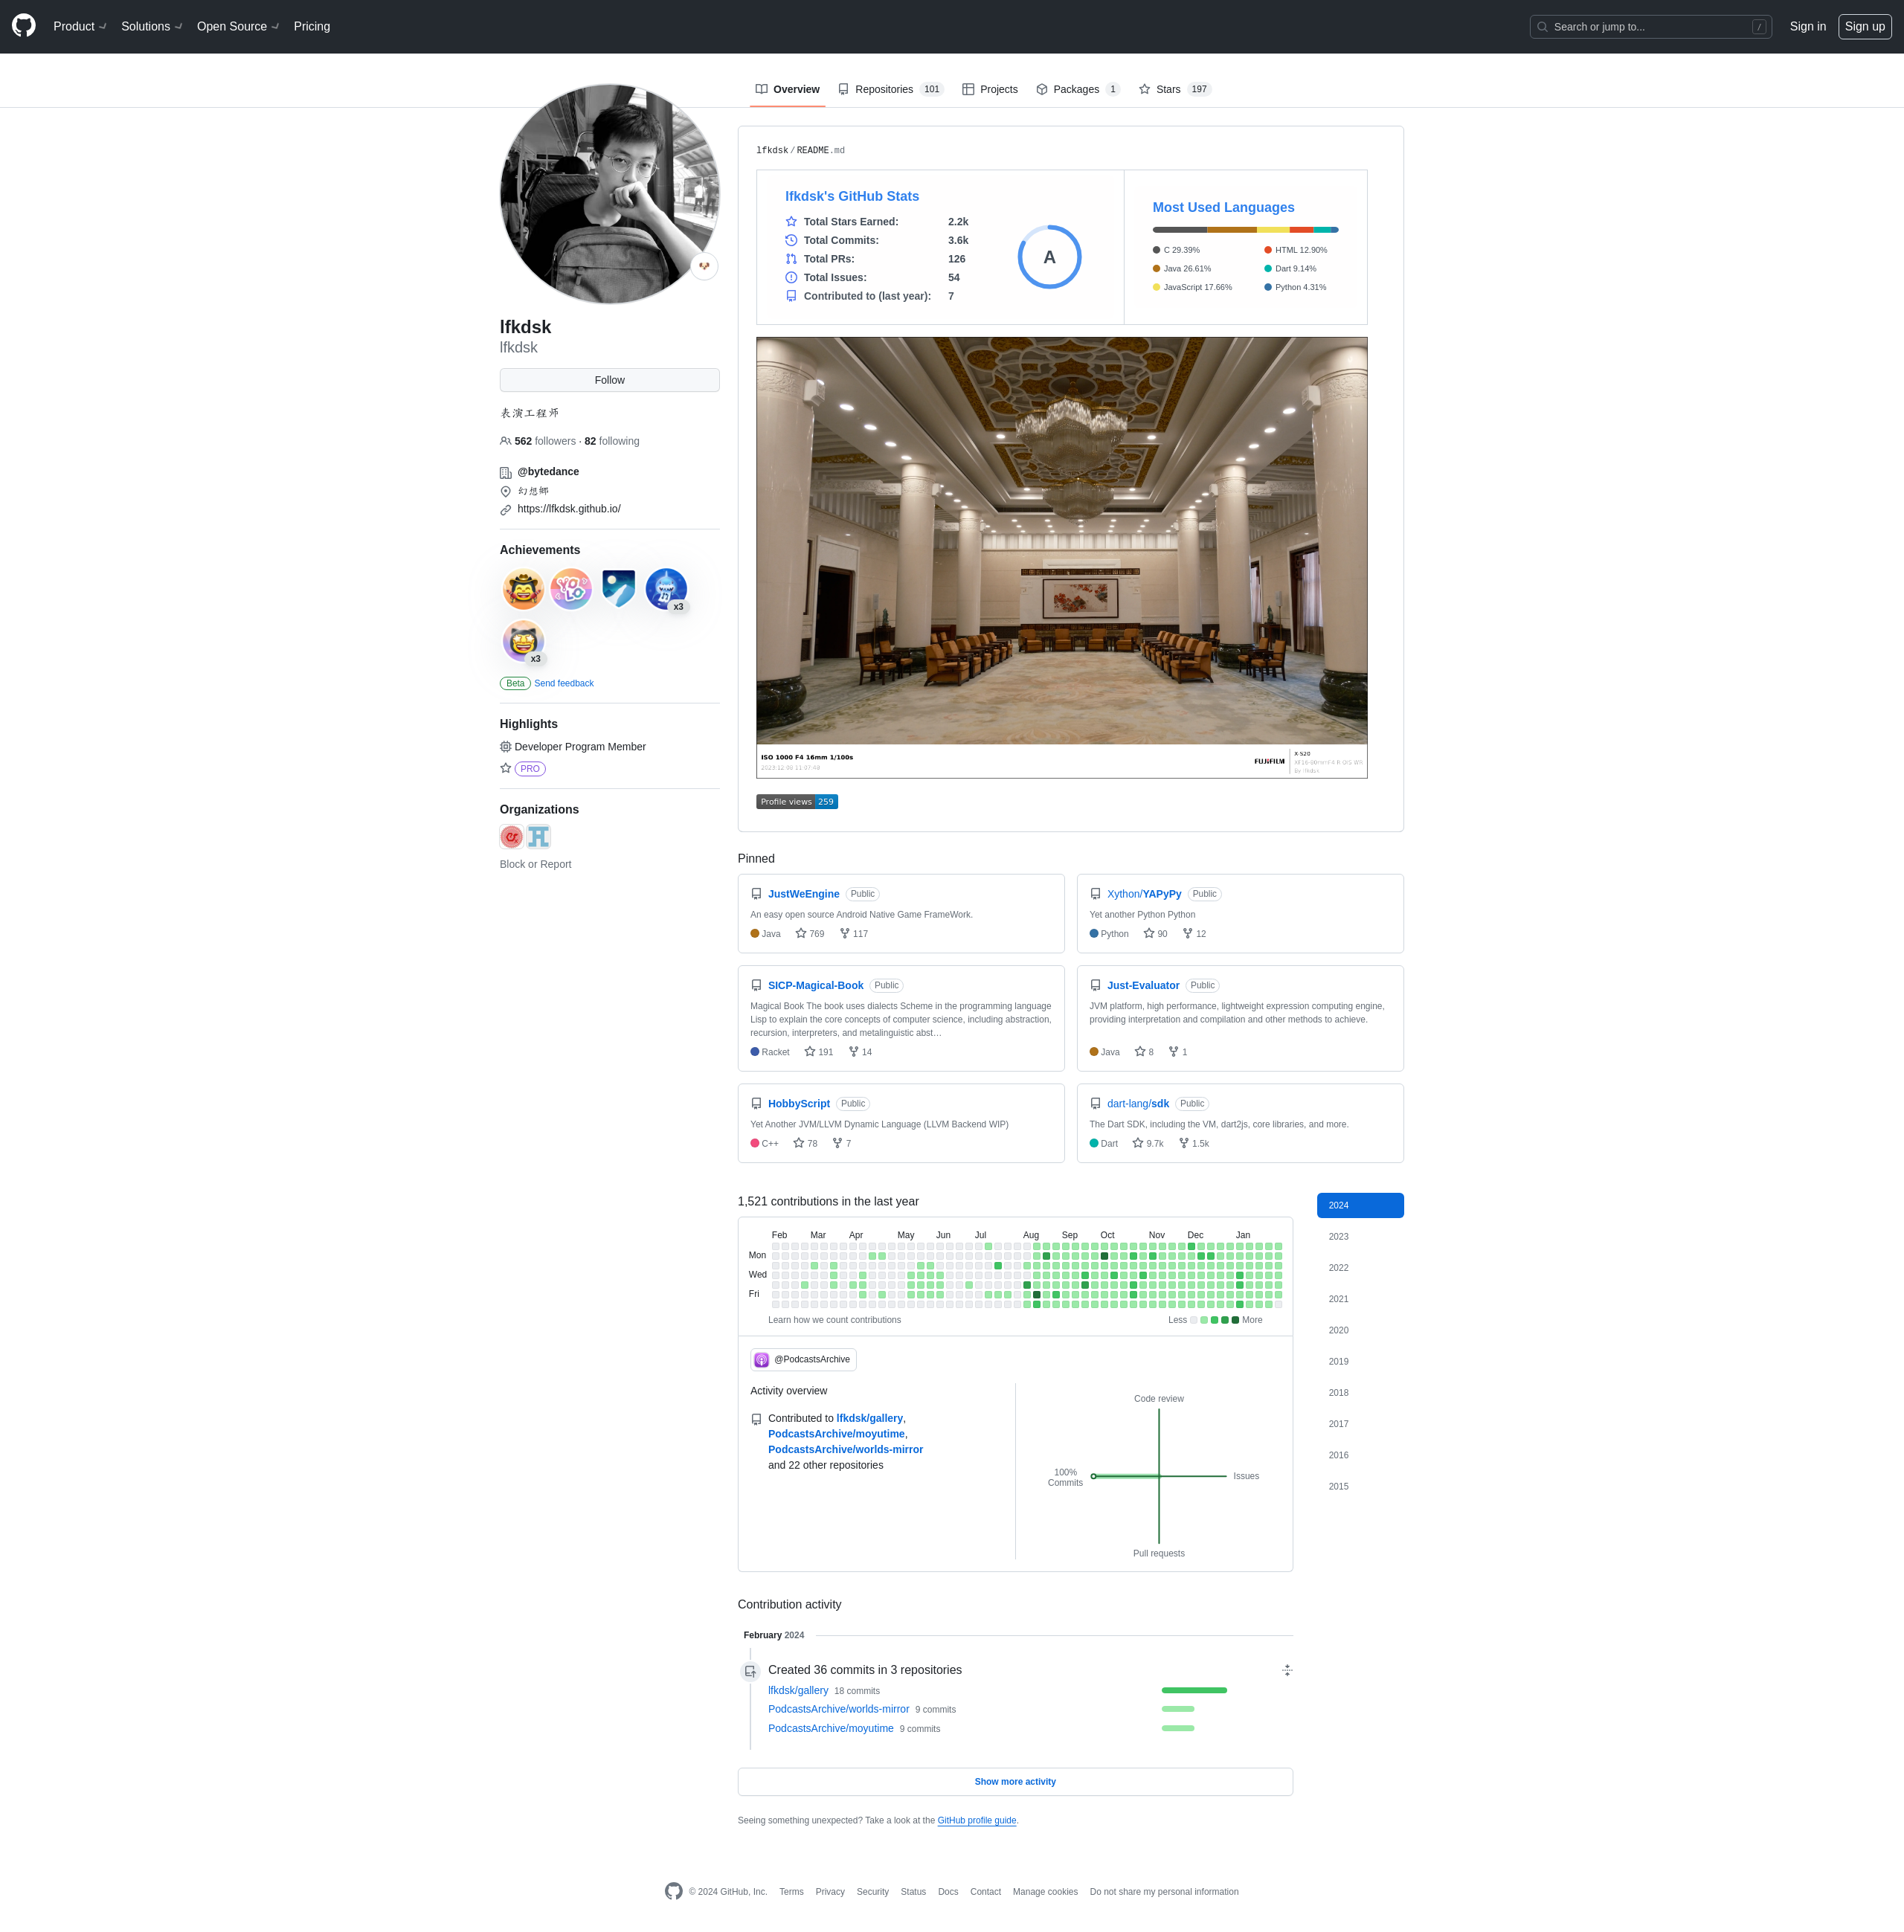 Product Solutions Open Source Pricing Search or jump to... / Sign in Sign up
Overview Repositories 101 Projects Packages 1 Stars 197
lfkdsk
lfkdsk
Follow
表演工程师
562 followers · 82 following
@bytedance
幻想乡
https://lfkdsk.github.io/
Achievements
YOLO
x3
x3
Beta Send feedback
Highlights
Developer Program Member
PRO
Organizations
Block or Report
lfkdsk / README.md
lfkdsk's GitHub Stats
Total Stars Earned: 2.2k
Total Commits: 3.6k
Total PRs: 126
Total Issues: 54
Contributed to (last year): 7
A
Most Used Languages
C 29.39% HTML 12.90%
Java 26.61% Dart 9.14%
JavaScript 17.66% Python 4.31%
ISO 1000 F4 16mm 1/100s
FUJIFILM
X-S20
Profile views 259
Pinned
JustWeEngine Public
An easy open source Android Native Game FrameWork.
Java 769 117
Xython/YAPyPy Public
Yet another Python Python
Python 90 12
SICP-Magical-Book Public
Magical Book The book uses dialects Scheme in the programming language
Lisp to explain the core concepts of computer science, including abstraction,
recursion, interpreters, and metalinguistic abst…
Racket 191 14
Just-Evaluator Public
JVM platform, high performance, lightweight expression computing engine,
providing interpretation and compilation and other methods to achieve.
Java 8 1
HobbyScript Public
Yet Another JVM/LLVM Dynamic Language (LLVM Backend WIP)
C++ 78 7
dart-lang/sdk Public
The Dart SDK, including the VM, dart2js, core libraries, and more.
Dart 9.7k 1.5k
1,521 contributions in the last year
Feb Mar Apr May Jun Jul Aug Sep Oct Nov Dec Jan
Mon
Wed
Fri
Learn how we count contributions Less More
@PodcastsArchive
Activity overview
Contributed to lfkdsk/gallery,
PodcastsArchive/moyutime,
PodcastsArchive/worlds-mirror
and 22 other repositories
Code review
100%
Commits
Issues
Pull requests
2024
2023
2022
2021
2020
2019
2018
2017
2016
2015
Contribution activity
February 2024
Created 36 commits in 3 repositories
lfkdsk/gallery 18 commits
PodcastsArchive/worlds-mirror 9 commits
PodcastsArchive/moyutime 9 commits
Show more activity
Seeing something unexpected? Take a look at the GitHub profile guide.
© 2024 GitHub, Inc. Terms Privacy Security Status Docs Contact Manage cookies Do not share my personal information